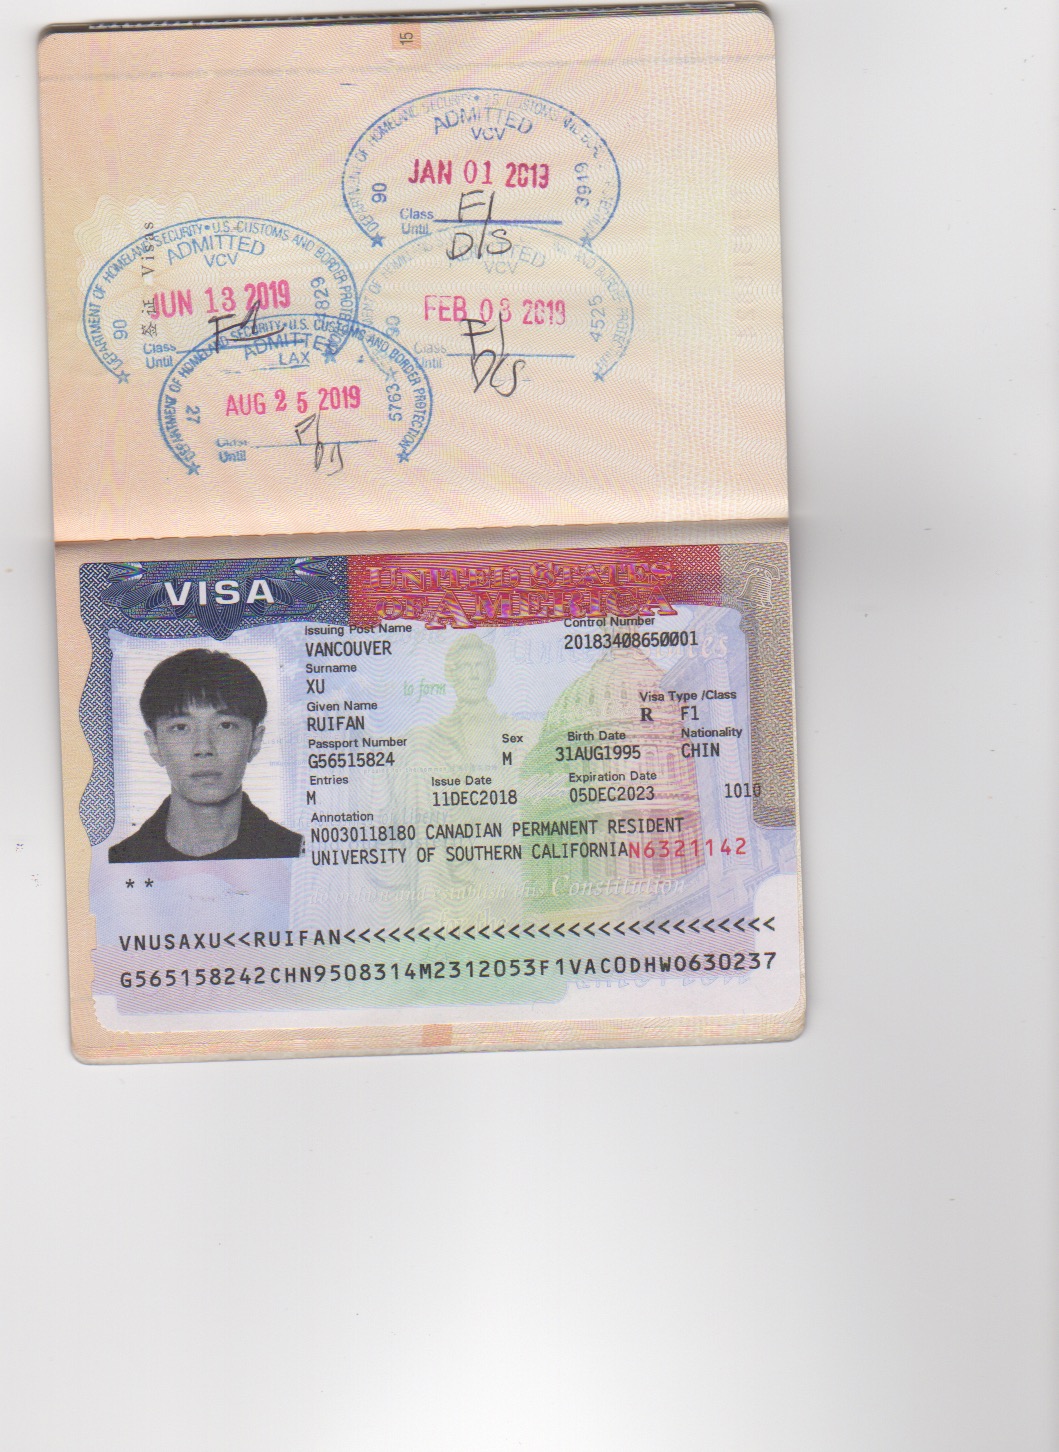 15
DEPARTMENT OF HOMELAND SECURITY • U.S. CUSTOMS AND
ADMITTED
VCV
JAN 01 2019
90
3919
Class F1
Until D/S
签证 Visas
DEPARTMENT OF HOMELAND SECURITY • U.S. CUSTOMS AND BORDER PROTECTION
ADMITTED
VCV
JUN 13 2019
90
1829
Class F1
Until
ADMITTED
VCV
FEB 03 2019
90
4525
Class F1
Until D/S
DEPARTMENT OF HOMELAND SECURITY • U.S. CUSTOMS AND BORDER PROTECTION
ADMITTED
LAX
AUG 25 2019
27
5763
Class F1
Until
VISA
UNITED STATES
OF AMERICA
Issuing Post Name Control Number
VANCOUVER 20183408650001
Surname
XU
Given Name Visa Type /Class
RUIFAN R F1
Passport Number Sex Birth Date Nationality
G56515824 M 31AUG1995 CHIN
Entries Issue Date Expiration Date
M 11DEC2018 05DEC2023 1010
Annotation
N0030118180 CANADIAN PERMANENT RESIDENT
UNIVERSITY OF SOUTHERN CALIFORNIA N6321142
**
VNUSAXU<<RUIFAN<<<<<<<<<<<<<<<<<<<<<<<<<<<<<
G565158242CHN9508314M2312053F1VACODHW0630237